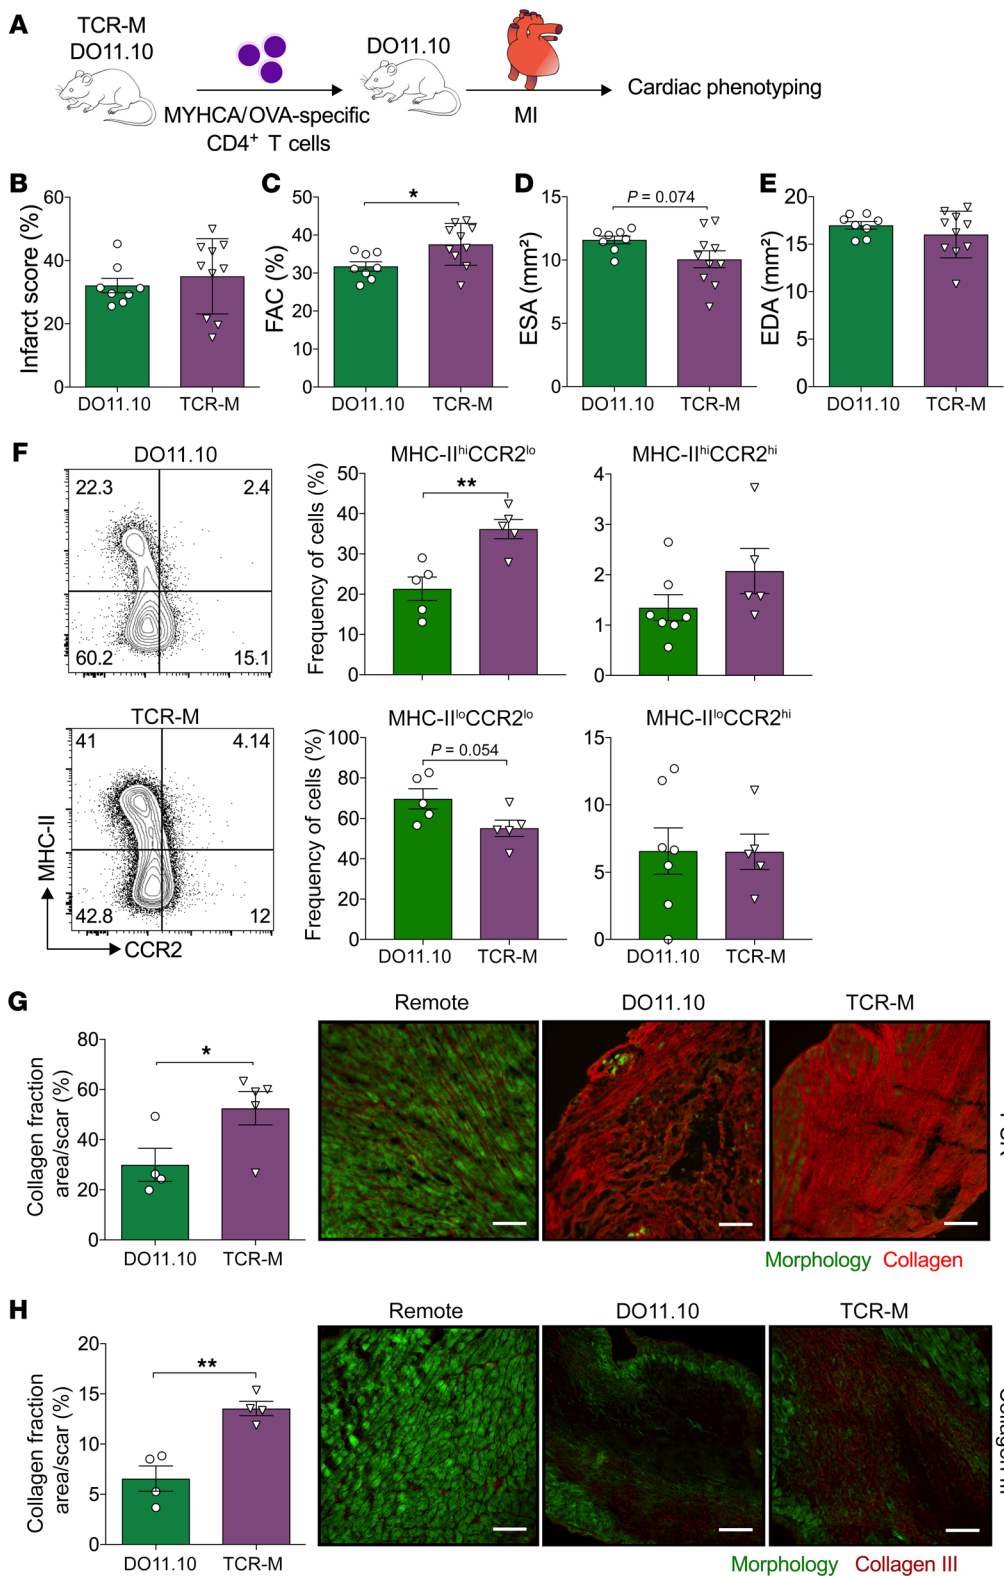 A
TCR-M
DO11.10
DO11.10
MYHCA/OVA-specific
CD4⁺ T cells
MI
Cardiac phenotyping
B
Infarct score (%)
60
40
20
0
DO11.10
TCR-M
C
FAC (%)
50
40
30
20
10
0
*
DO11.10
TCR-M
D
ESA (mm²)
15
10
5
0
P = 0.074
DO11.10
TCR-M
E
EDA (mm²)
20
15
10
5
0
DO11.10
TCR-M
F
DO11.10
22.3
2.4
60.2
15.1
TCR-M
41
4.14
42.8
12
MHC-II
CCR2
MHC-IIʰⁱCCR2ˡᵒ
Frequency of cells (%)
50
40
30
20
10
0
**
MHC-IIʰⁱCCR2ʰⁱ
4
3
2
1
0
MHC-IIˡᵒCCR2ˡᵒ
Frequency of cells (%)
100
80
60
40
20
0
P = 0.054
DO11.10
TCR-M
MHC-IIˡᵒCCR2ʰⁱ
15
10
5
0
DO11.10
TCR-M
G
Collagen fraction
area/scar (%)
80
60
40
20
0
*
DO11.10
TCR-M
Remote
DO11.10
TCR-M
Morphology Collagen
H
Collagen fraction
area/scar (%)
20
15
10
5
0
**
DO11.10
TCR-M
Remote
DO11.10
TCR-M
Morphology Collagen III